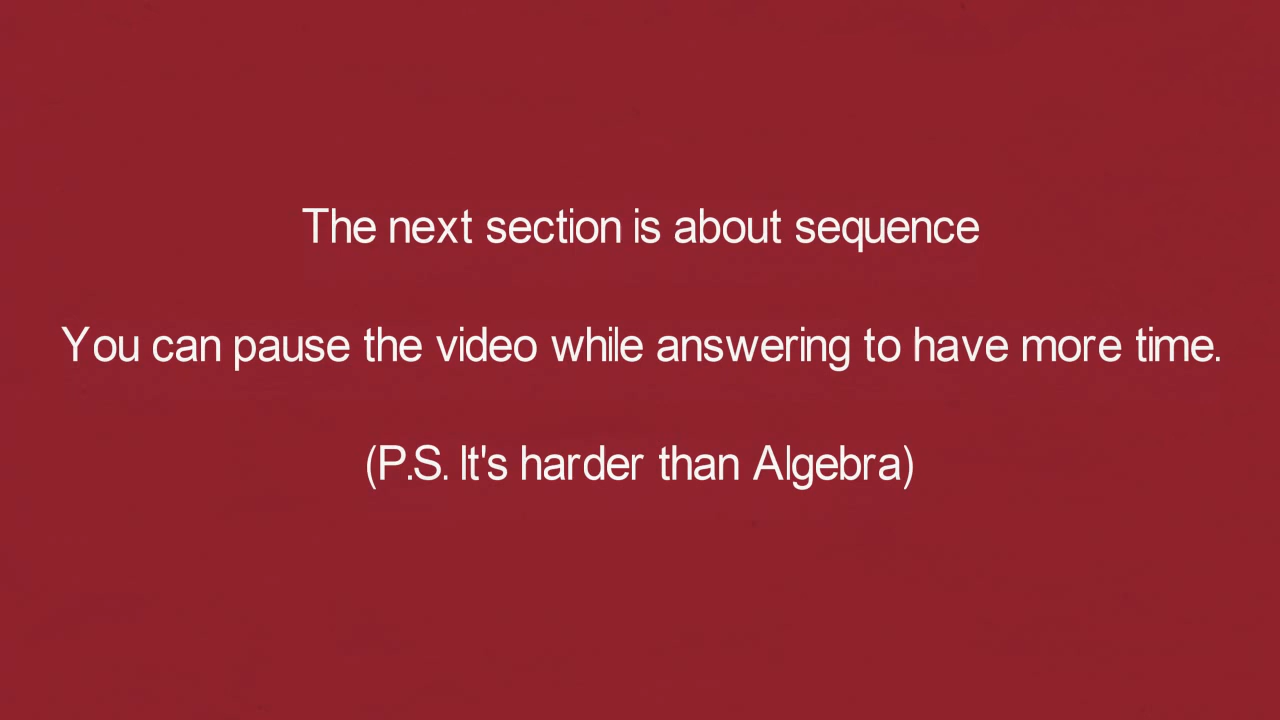 The next section is about sequence
You can pause the video while answering to have more time.
(P.S. It's harder than Algebra)